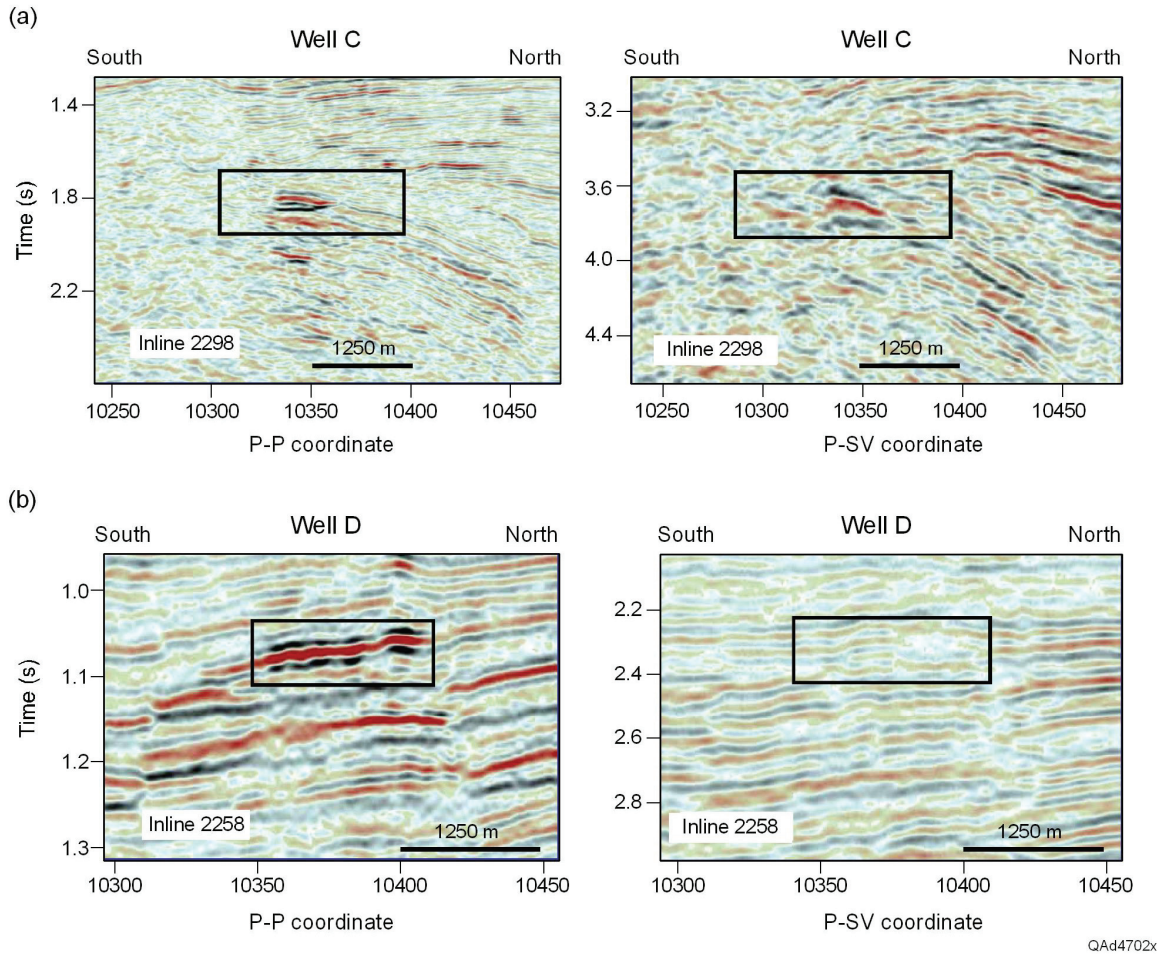 (a)
Well C
South North
Time (s)
1.4
1.8
2.2
Inline 2298
1250 m
10250 10300 10350 10400 10450
P-P coordinate
Well C
South North
3.2
3.6
4.0
4.4
Inline 2298
1250 m
10250 10300 10350 10400 10450
P-SV coordinate
(b)
Well D
South North
Time (s)
1.0
1.1
1.2
1.3
Inline 2258
1250 m
10300 10350 10400 10450
P-P coordinate
Well D
South North
2.2
2.4
2.6
2.8
Inline 2258
1250 m
10300 10350 10400 10450
P-SV coordinate
QAd4702x